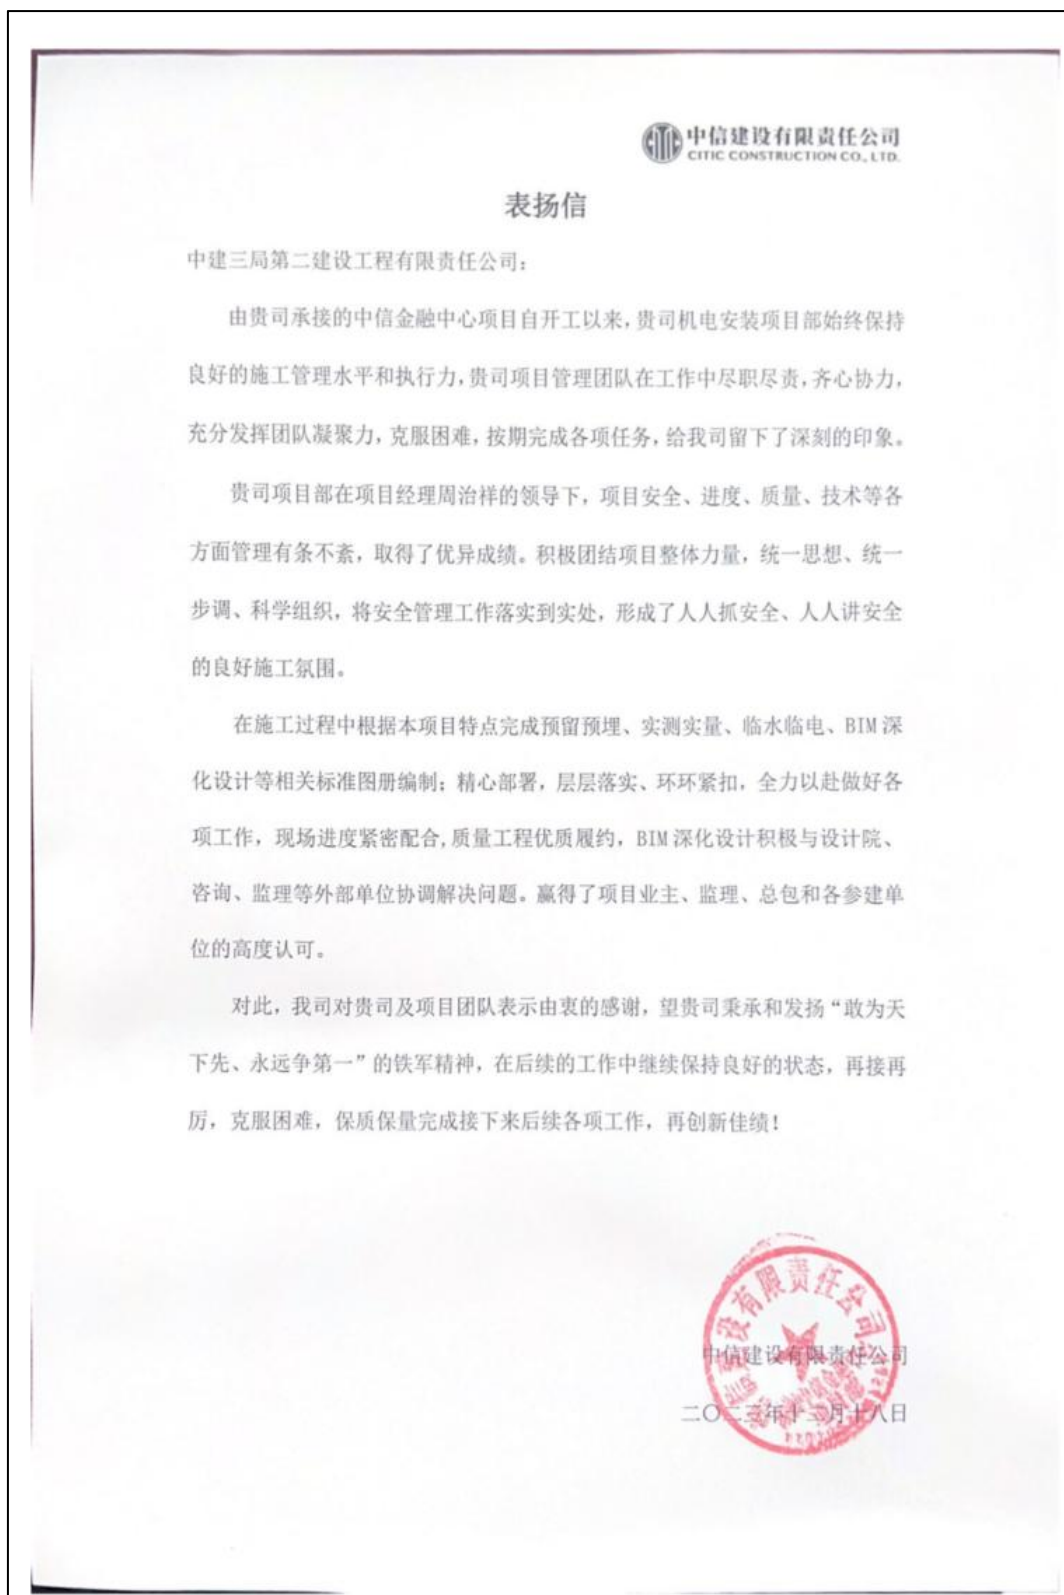 中信建设有限责任公司
CITIC CONSTRUCTION CO., LTD.
表扬信
中建三局第二建设工程有限责任公司：
由贵司承接的中信金融中心项目自开工以来，贵司机电安装项目部始终保持
良好的施工管理水平和执行力，贵司项目管理团队在工作中尽职尽责，齐心协力，
充分发挥团队凝聚力，克服困难，按期完成各项任务，给我司留下了深刻的印象。
贵司项目部在项目经理周治祥的领导下，项目安全、进度、质量、技术等各
方面管理有条不紊，取得了优异成绩。积极团结项目整体力量，统一思想、统一
步调、科学组织，将安全管理工作落实到实处，形成了人人抓安全、人人讲安全
的良好施工氛围。
在施工过程中根据本项目特点完成预留预埋、实测实量、临水临电、BIM 深
化设计等相关标准图册编制；精心部署，层层落实、环环紧扣，全力以赴做好各
项工作，现场进度紧密配合,质量工程优质履约，BIM 深化设计积极与设计院、
咨询、监理等外部单位协调解决问题。赢得了项目业主、监理、总包和各参建单
位的高度认可。
对此，我司对贵司及项目团队表示由衷的感谢，望贵司秉承和发扬“敢为天
下先、永远争第一”的铁军精神，在后续的工作中继续保持良好的状态，再接再
厉，克服困难，保质保量完成接下来后续各项工作，再创新佳绩！
建设有限责任公司
中信建设有限责任公司
二〇二三年十二月十八日